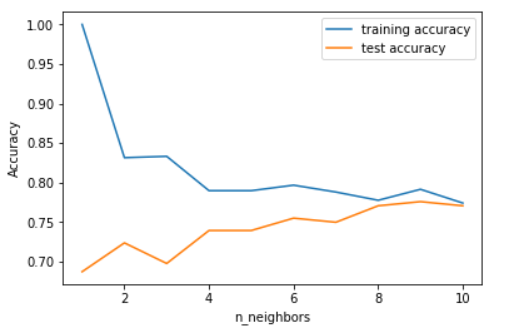 training accuracy
test accuracy
1.00
0.95
0.90
0.85
0.80
0.75
0.70
Accuracy
2 4 6 8 10
n_neighbors